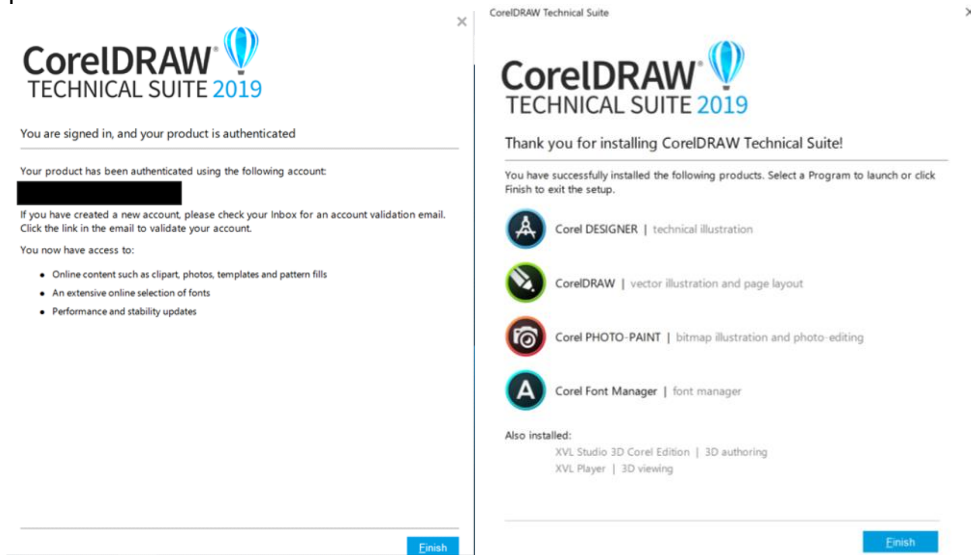 CorelDRAW®
TECHNICAL SUITE 2019
You are signed in, and your product is authenticated
Your product has been authenticated using the following account:
If you have created a new account, please check your Inbox for an account validation email.
Click the link in the email to validate your account.
You now have access to:
• Online content such as clipart, photos, templates and pattern fills
• An extensive online selection of fonts
• Performance and stability updates
Finish
CorelDRAW Technical Suite
CorelDRAW®
TECHNICAL SUITE 2019
Thank you for installing CorelDRAW Technical Suite!
You have successfully installed the following products. Select a Program to launch or click
Finish to exit the setup.
Corel DESIGNER | technical illustration
CorelDRAW | vector illustration and page layout
Corel PHOTO-PAINT | bitmap illustration and photo-editing
A
Corel Font Manager | font manager
Also installed:
XVL Studio 3D Corel Edition | 3D authoring
XVL Player | 3D viewing
Finish